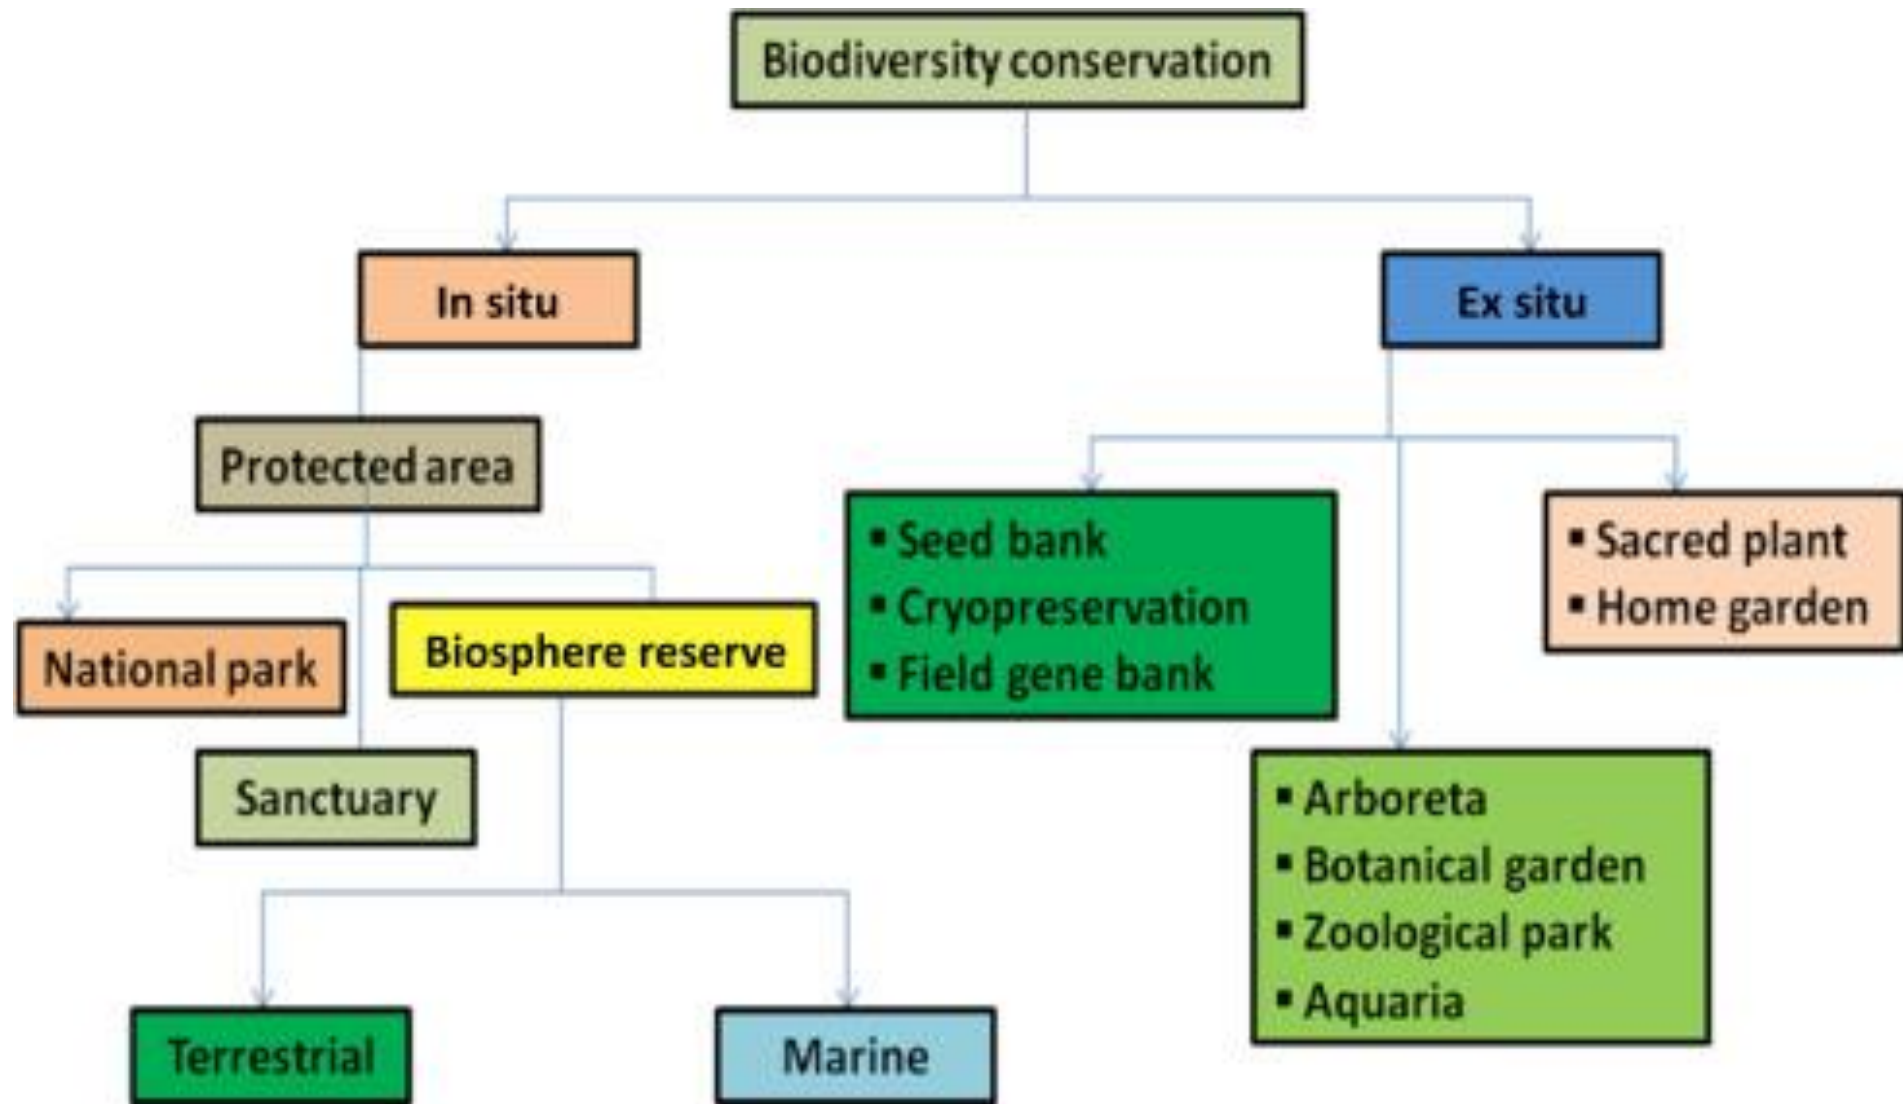 Biodiversity conservation
In situ
Ex situ
Protected area
National park
Biosphere reserve
Sanctuary
Terrestrial
Marine
▪ Seed bank
▪ Cryopreservation
▪ Field gene bank
▪ Sacred plant
▪ Home garden
▪ Arboreta
▪ Botanical garden
▪ Zoological park
▪ Aquaria